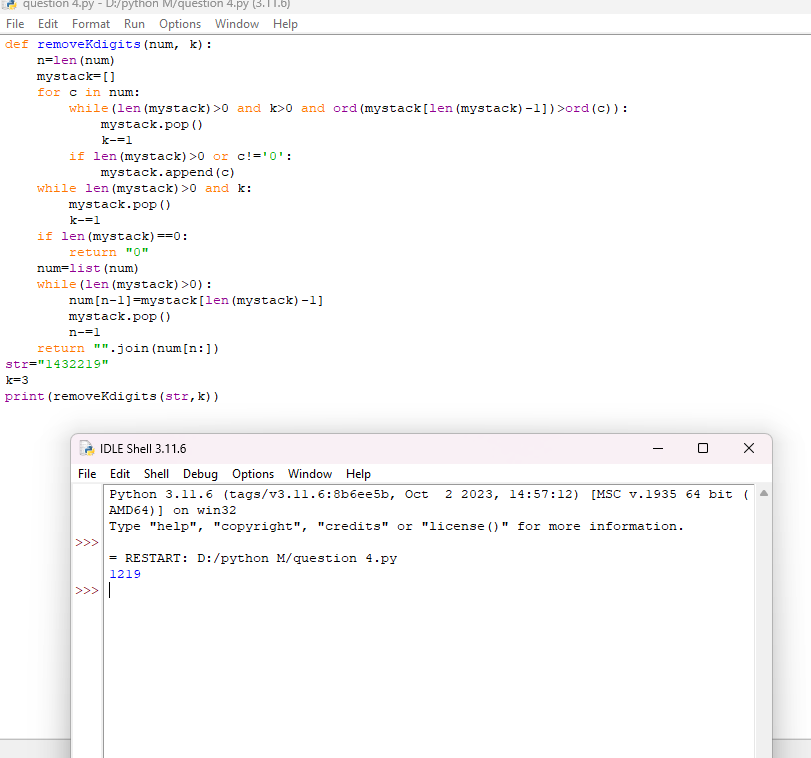 question 4.py - D:/python M/question 4.py (3.11.6)
File Edit Format Run Options Window Help
def removeKdigits(num, k):
    n=len(num)
    mystack=[]
    for c in num:
        while(len(mystack)>0 and k>0 and ord(mystack[len(mystack)-1])>ord(c)):
            mystack.pop()
            k-=1
        if len(mystack)>0 or c!='0':
            mystack.append(c)
    while len(mystack)>0 and k:
        mystack.pop()
        k-=1
    if len(mystack)==0:
        return "0"
    num=list(num)
    while(len(mystack)>0):
        num[n-1]=mystack[len(mystack)-1]
        mystack.pop()
        n-=1
    return "".join(num[n:])
str="1432219"
k=3
print(removeKdigits(str,k))
IDLE Shell 3.11.6
File Edit Shell Debug Options Window Help
Python 3.11.6 (tags/v3.11.6:8b6ee5b, Oct  2 2023, 14:57:12) [MSC v.1935 64 bit (
AMD64)] on win32
Type "help", "copyright", "credits" or "license()" for more information.
>>>
= RESTART: D:/python M/question 4.py
1219
>>>